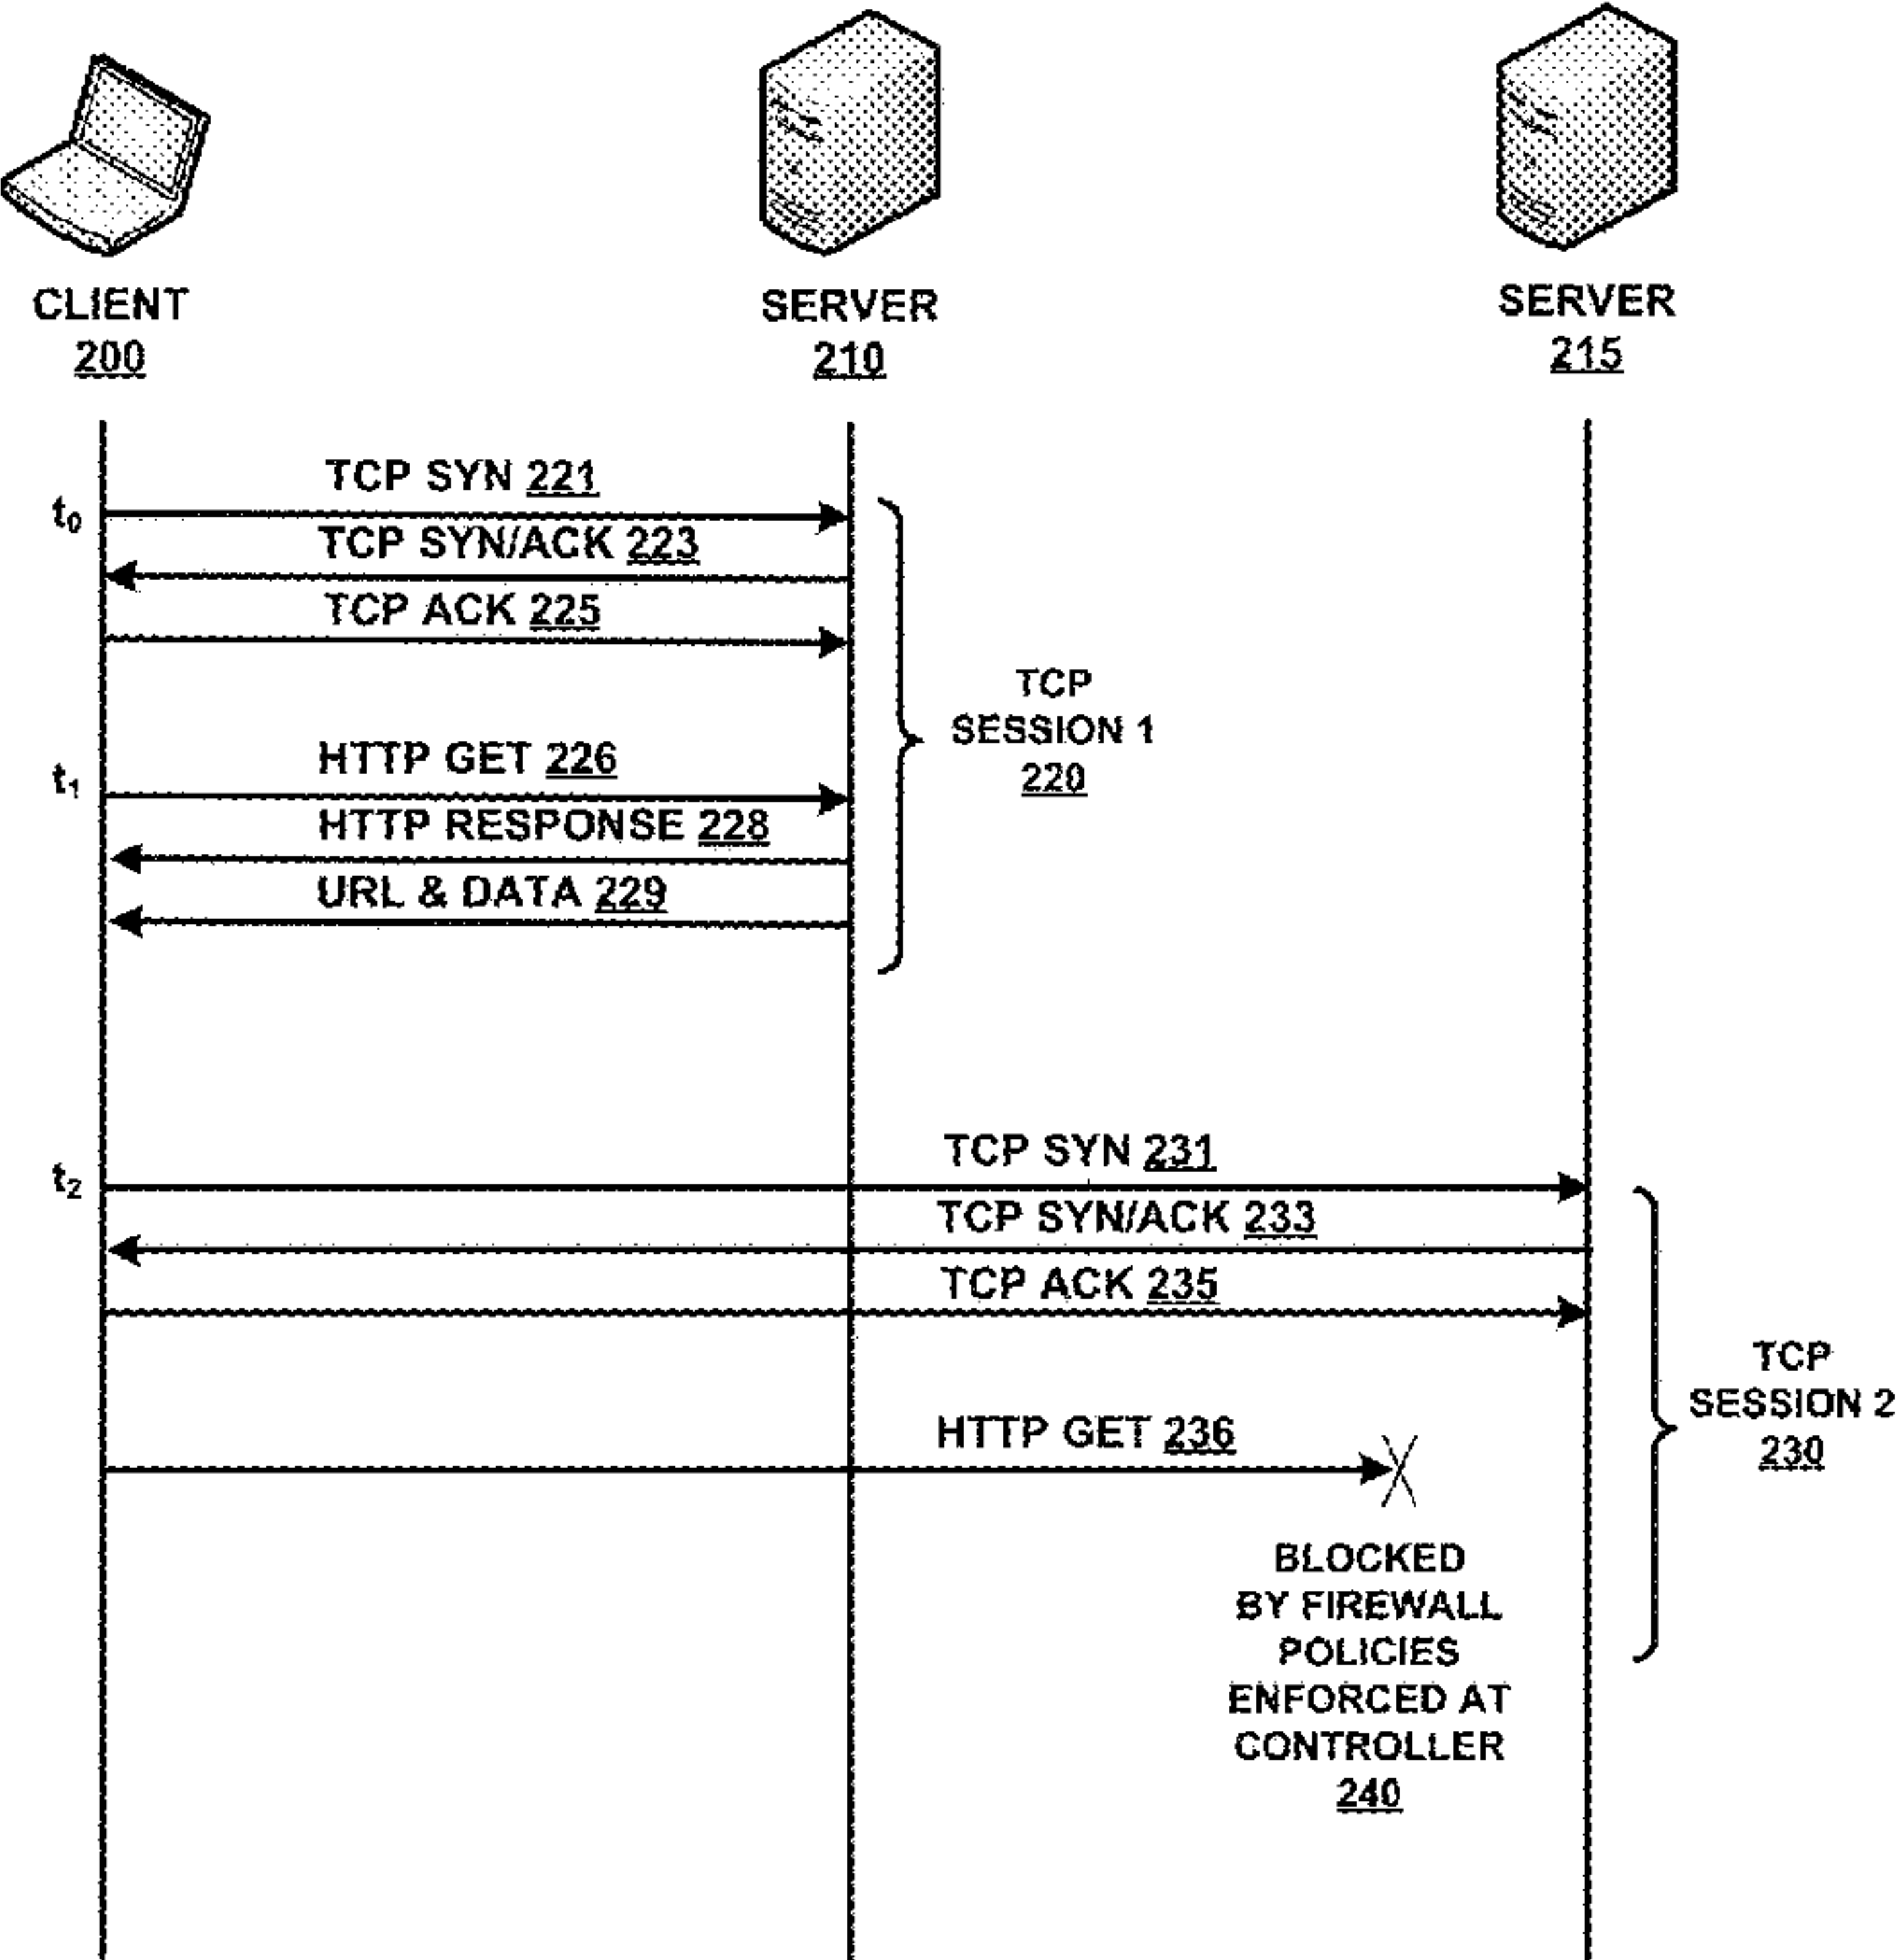 CLIENT
200
SERVER
210
SERVER
215
TCP SYN 221
t0
TCP SYN/ACK 223
TCP ACK 225
TCP
SESSION 1
220
HTTP GET 226
t1
HTTP RESPONSE 228
URL & DATA 229
TCP SYN 231
t2
TCP SYN/ACK 233
TCP ACK 235
TCP
SESSION 2
230
HTTP GET 236
BLOCKED
BY FIREWALL
POLICIES
ENFORCED AT
CONTROLLER
240